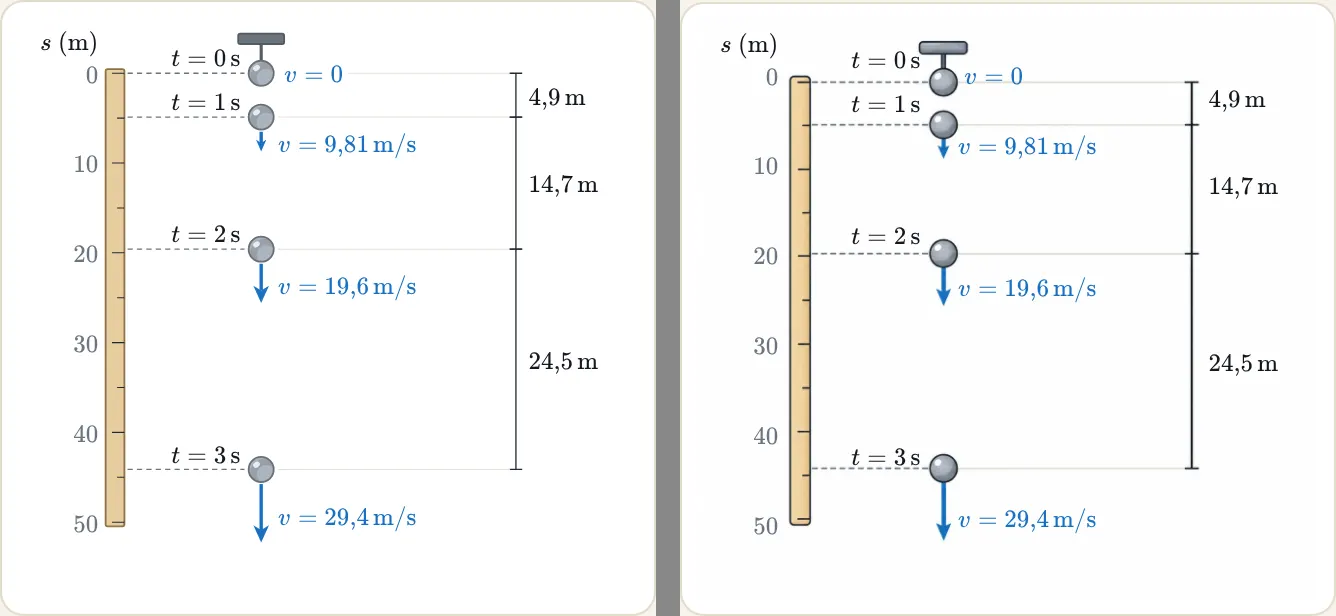 s (m)
t = 0 s
0
v = 0
4,9 m
t = 1 s
v = 9,81 m/s
10
14,7 m
t = 2 s
20
v = 19,6 m/s
30
24,5 m
40
t = 3 s
50
v = 29,4 m/s
s (m)
t = 0 s
0
v = 0
4,9 m
t = 1 s
v = 9,81 m/s
10
14,7 m
t = 2 s
20
v = 19,6 m/s
30
24,5 m
40
t = 3 s
50
v = 29,4 m/s